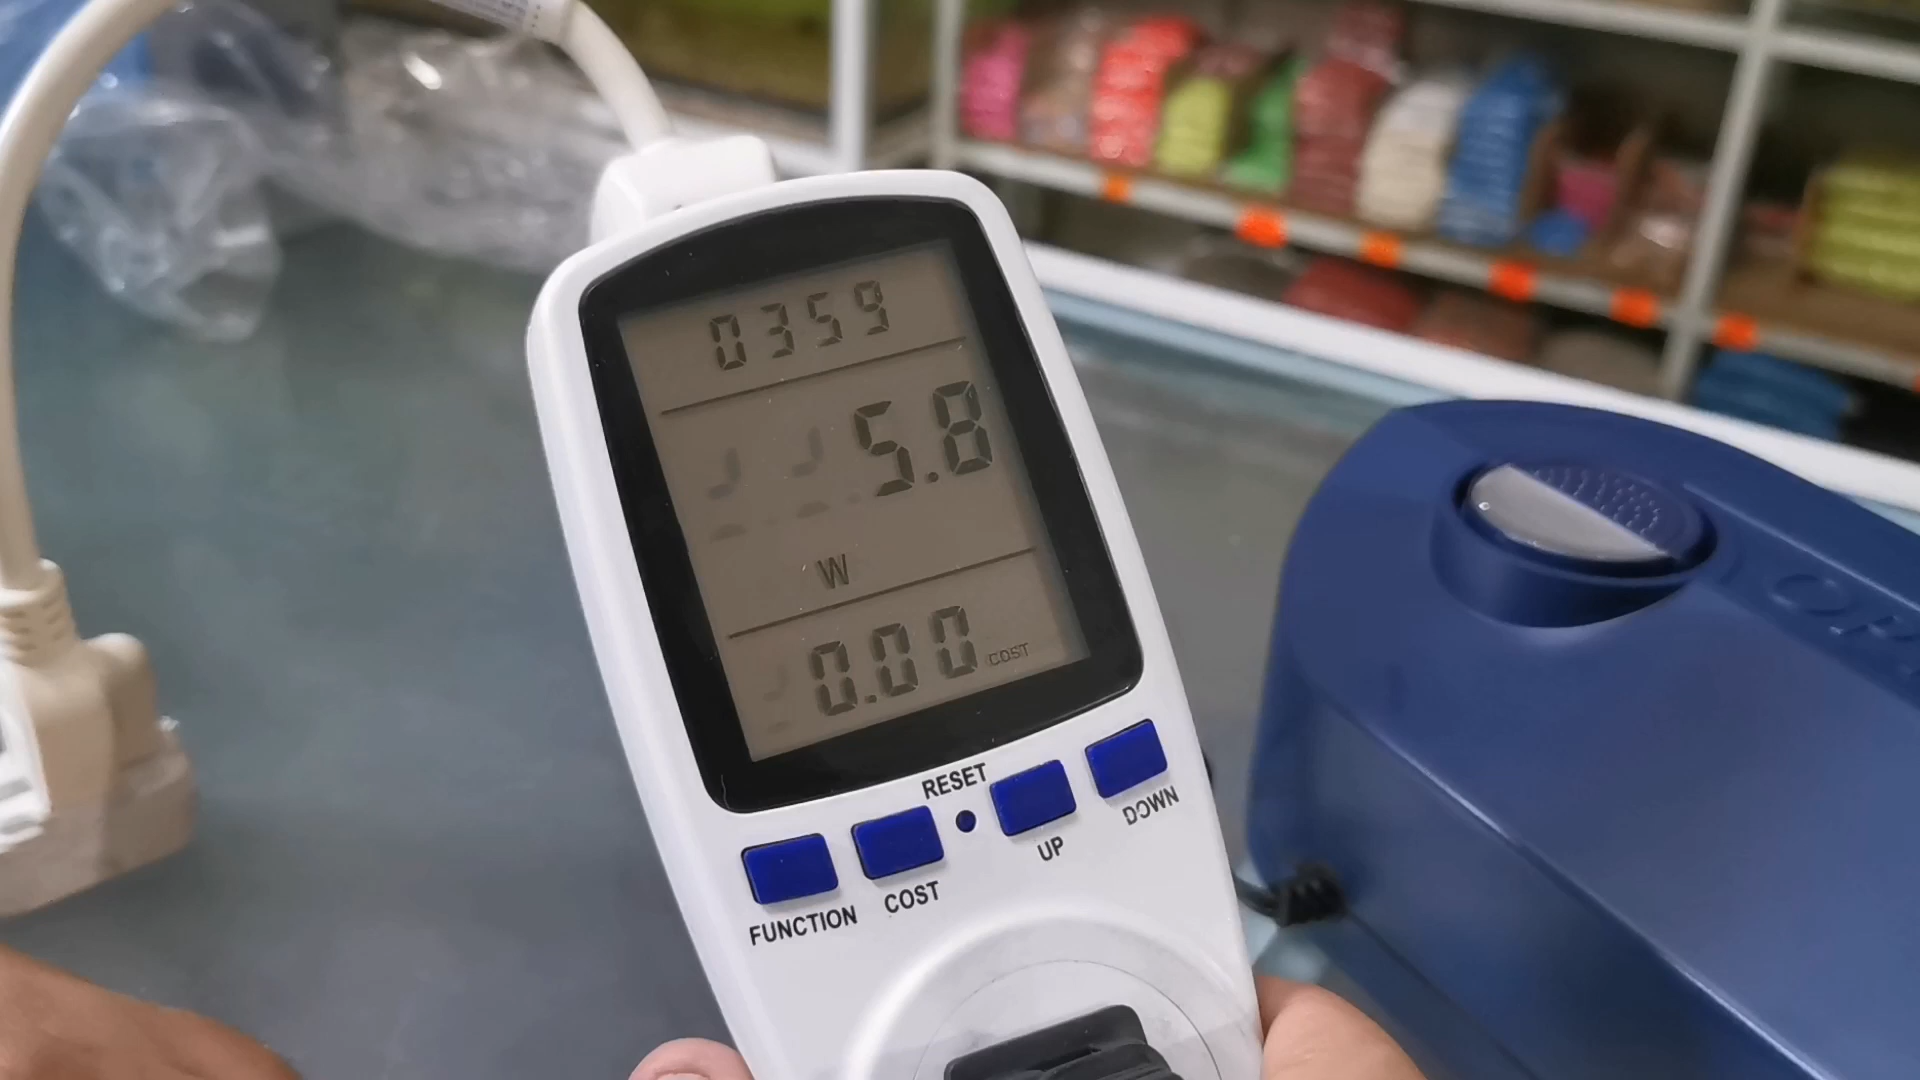 0359
5.8
W
0.00 COST
RESET
FUNCTION
COST
UP
DOWN